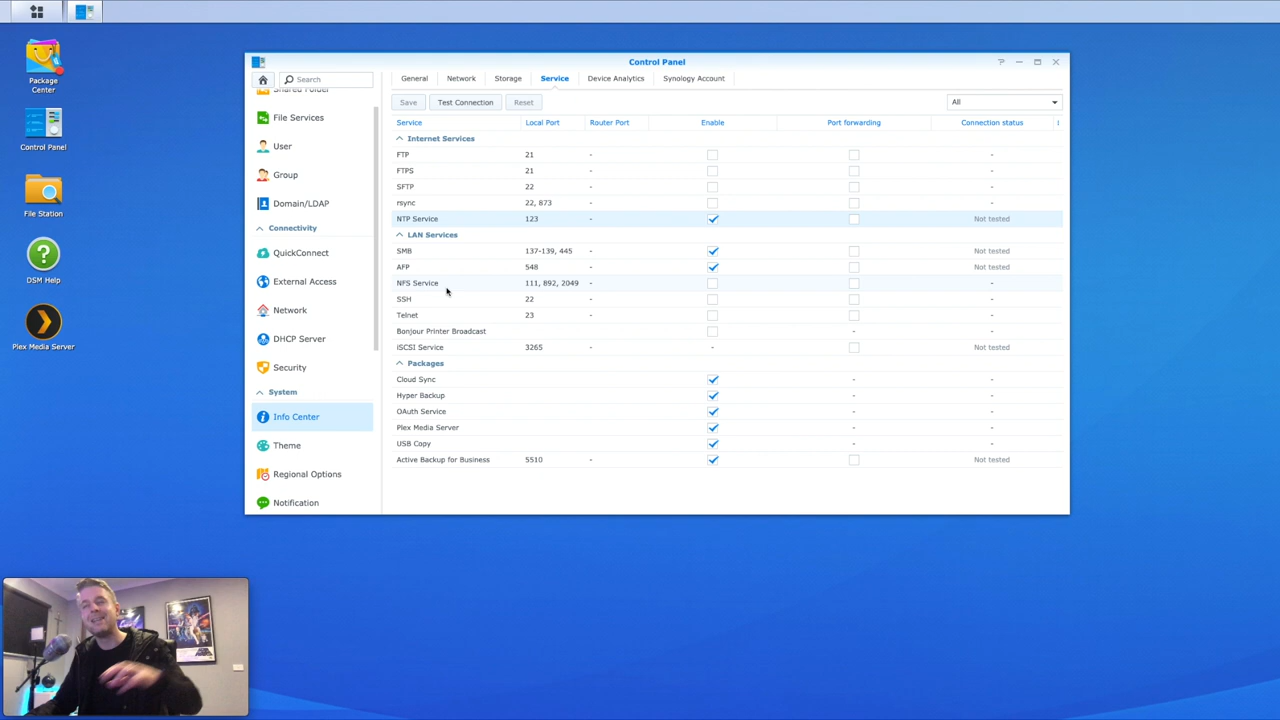 Control Panel
Package
Center
Control Panel
File Station
DSM Help
Plex Media Server
Search
Shared Folder
File Services
User
Group
Domain/LDAP
Connectivity
QuickConnect
External Access
Network
DHCP Server
Security
System
Info Center
Theme
Regional Options
Notification
General Network Storage Service Device Analytics Synology Account
Save Test Connection Reset All
Service Local Port Router Port Enable Port forwarding Connection status
Internet Services
FTP 21 - -
FTPS 21 - -
SFTP 22 - -
rsync 22, 873 - -
NTP Service 123 - Not tested
LAN Services
SMB 137-139, 445 - Not tested
AFP 548 - Not tested
NFS Service 111, 892, 2049 - -
SSH 22 - -
Telnet 23 - -
Bonjour Printer Broadcast - -
iSCSI Service 3265 - - Not tested
Packages
Cloud Sync - -
Hyper Backup - -
OAuth Service - -
Plex Media Server - -
USB Copy - -
Active Backup for Business 5510 - Not tested